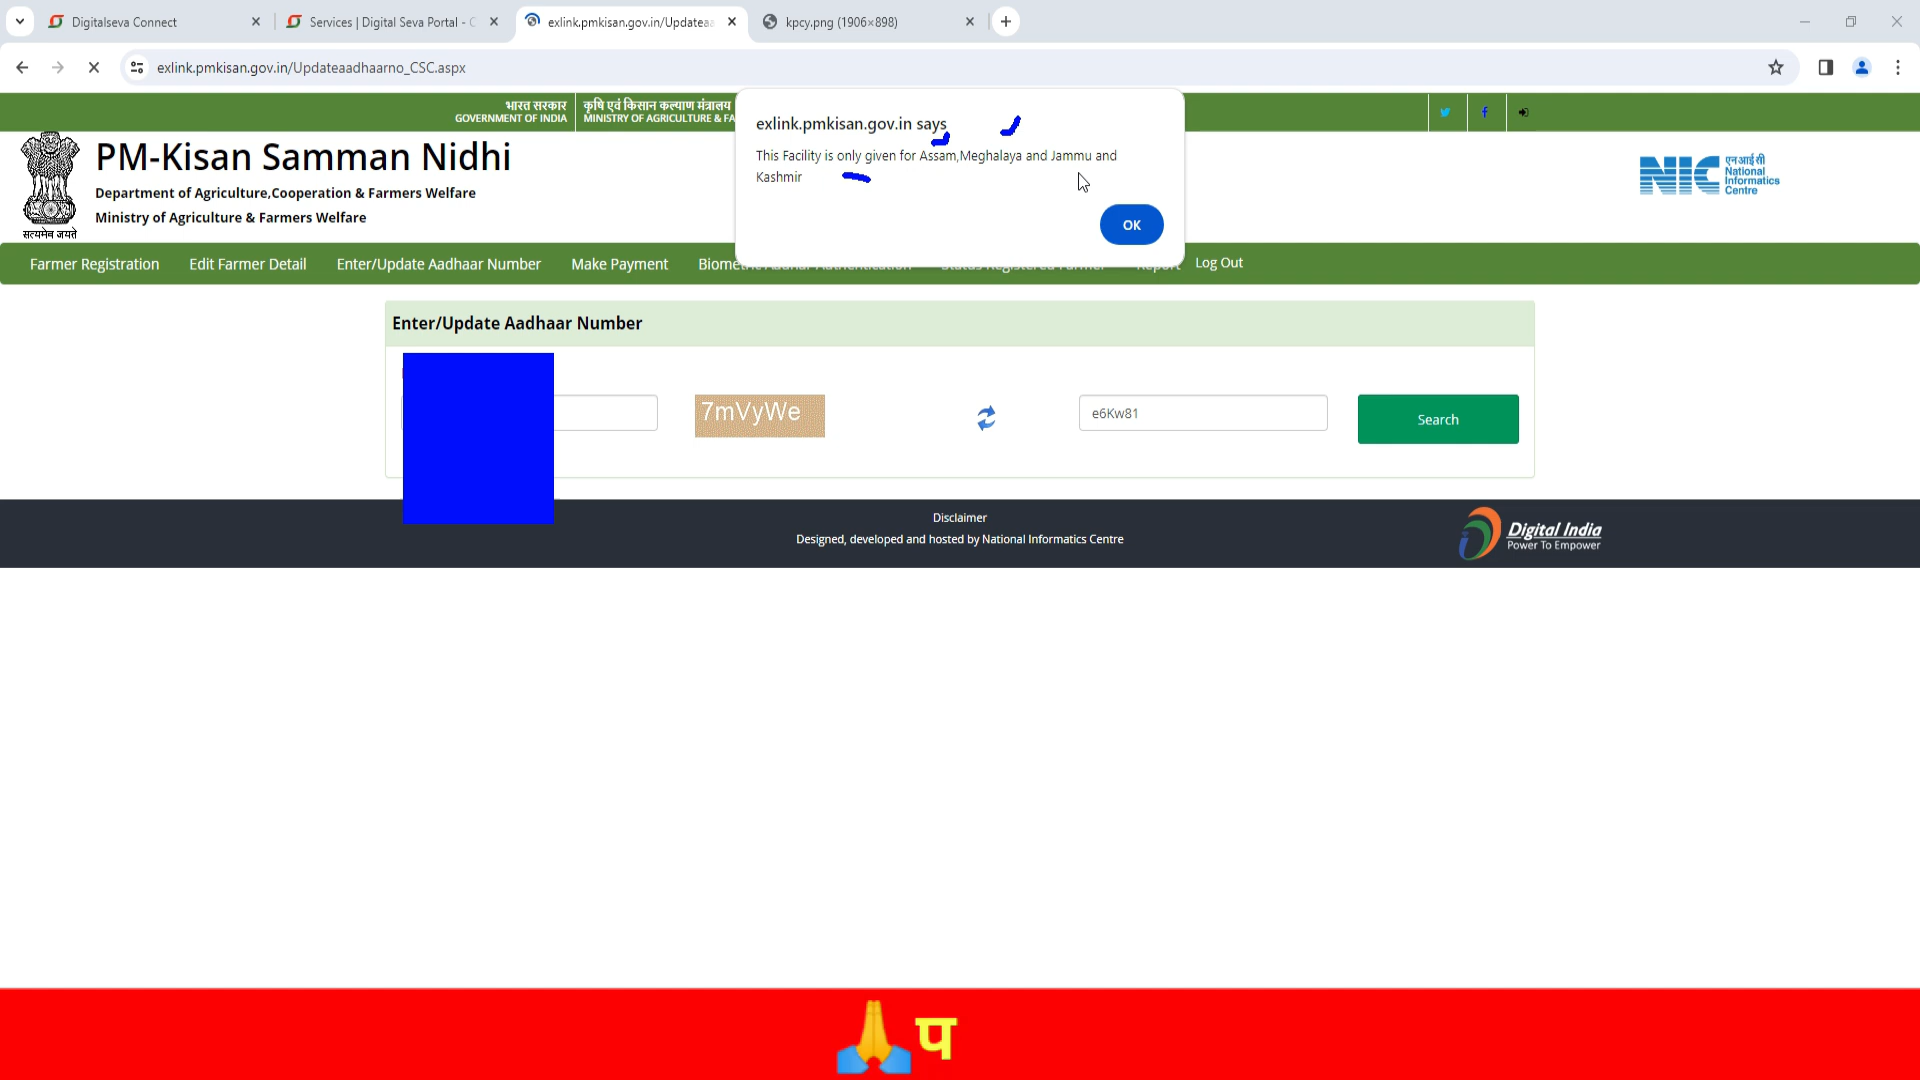 Digitalseva Connect
Services | Digital Seva Portal - C
exlink.pmkisan.gov.in/Updateaa
kpcy.png (1906×898)
exlink.pmkisan.gov.in/Updateaadhaarno_CSC.aspx
भारत सरकार
GOVERNMENT OF INDIA
कृषि एवं किसान कल्याण मंत्रालय
MINISTRY OF AGRICULTURE & FA
exlink.pmkisan.gov.in says
This Facility is only given for Assam,Meghalaya and Jammu and
Kashmir
OK
PM-Kisan Samman Nidhi
Department of Agriculture,Cooperation & Farmers Welfare
Ministry of Agriculture & Farmers Welfare
सत्यमेव जयते
NIC
एन आई सी
National
Informatics
Centre
Farmer Registration Edit Farmer Detail Enter/Update Aadhaar Number Make Payment Log Out
Enter/Update Aadhaar Number
7mVyWe
e6Kw81
Search
Disclaimer
Designed, developed and hosted by National Informatics Centre
Digital India
Power To Empower
प